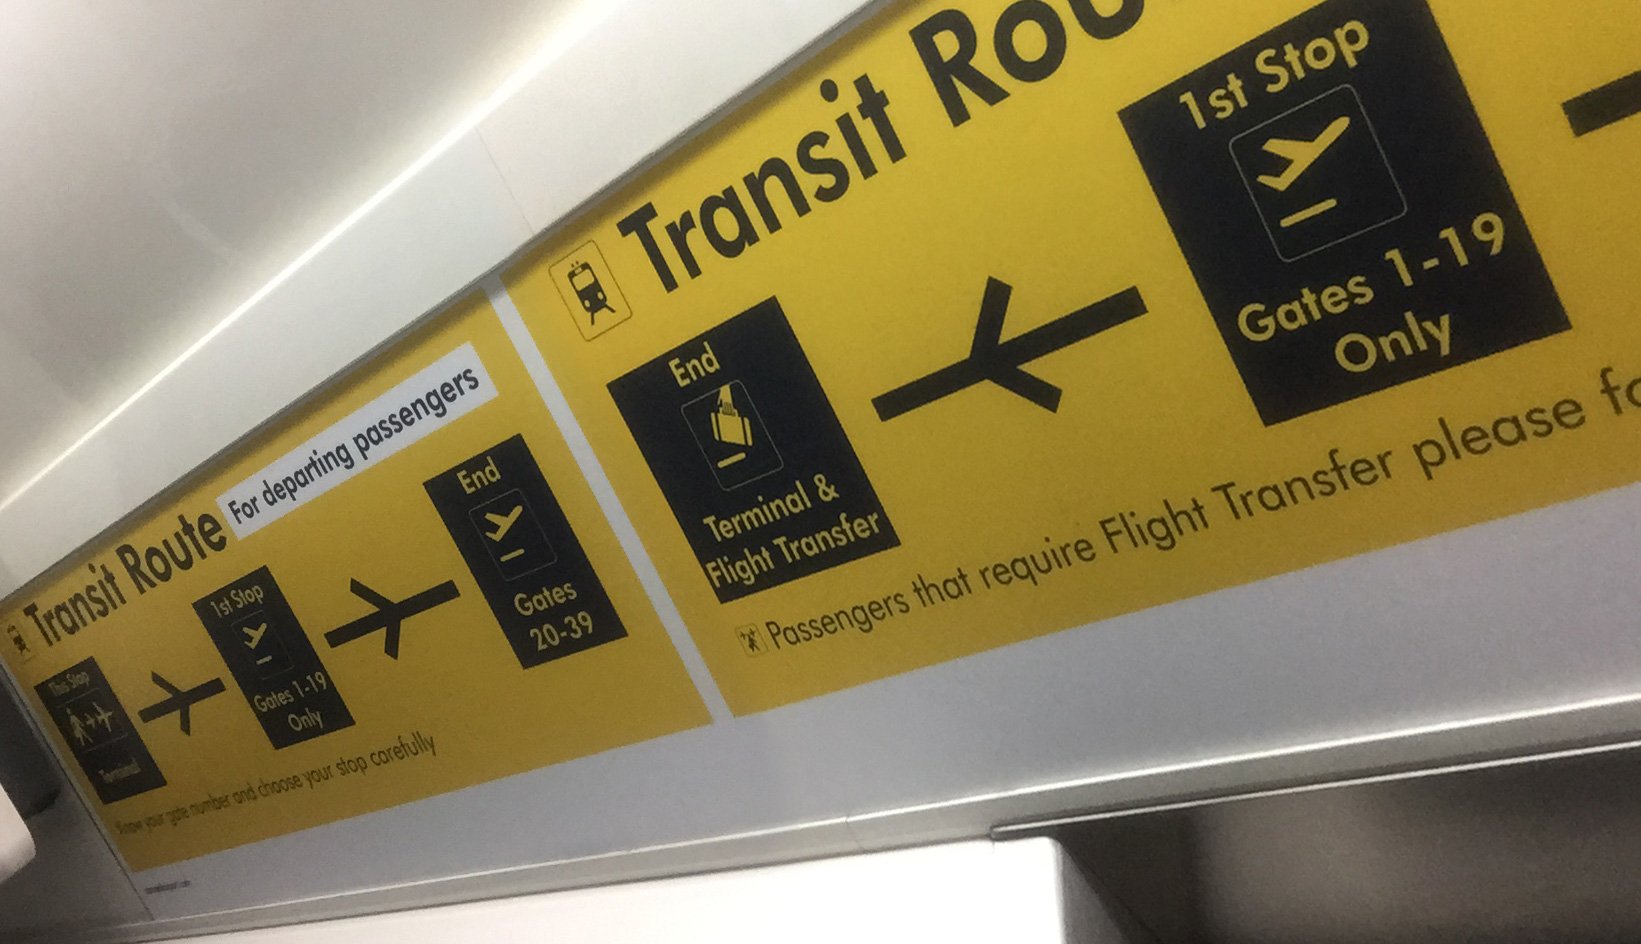 Transit Route For departing passengers
This Stop
Terminal
1st Stop
Gates 1-19
Only
End
Gates
20-39
Know your gate number and choose your stop carefully
Transit
End
Terminal &
Flight Transfer
1st Stop
Gates 1-19
Only
Passengers that require Flight Transfer please